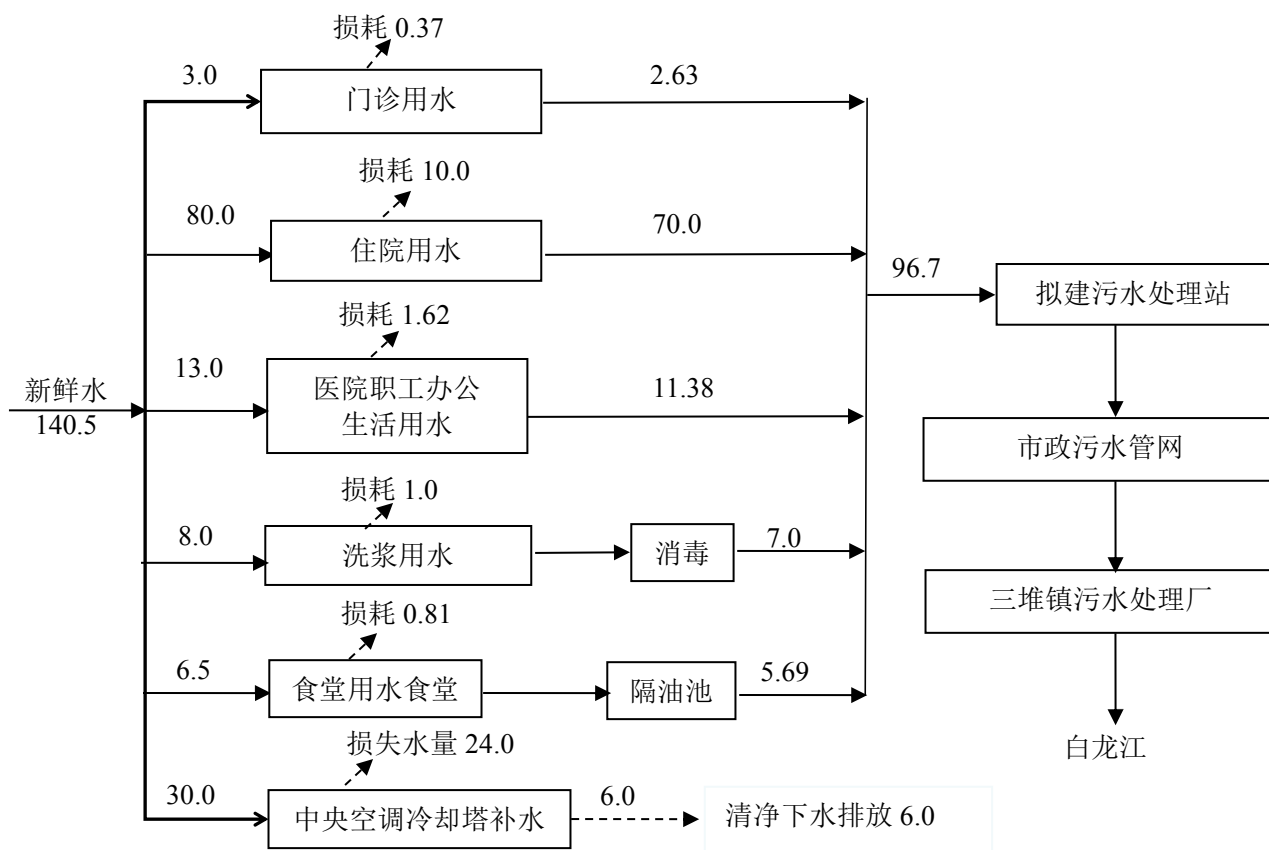 损耗 0.37
3.0
门诊用水
2.63
损耗 10.0
80.0
住院用水
70.0
96.7
拟建污水处理站
损耗 1.62
新鲜水
140.5
13.0
医院职工办公
生活用水
11.38
市政污水管网
损耗 1.0
8.0
洗浆用水
消毒
7.0
三堆镇污水处理厂
损耗 0.81
6.5
食堂用水食堂
隔油池
5.69
白龙江
损失水量 24.0
30.0
中央空调冷却塔补水
6.0
清净下水排放 6.0